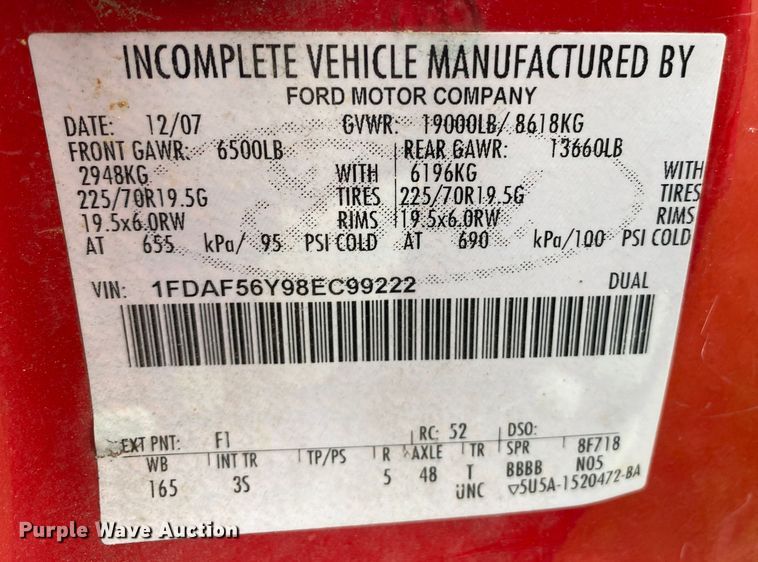 INCOMPLETE VEHICLE MANUFACTURED BY
FORD MOTOR COMPANY
DATE: 12/07 GVWR: 19000LB/ 8618KG
FRONT GAWR: 6500LB REAR GAWR: 13660LB
2948KG WITH 6196KG WITH
225/70R19.5G TIRES 225/70R19.5G TIRES
19.5x6.0RW RIMS 19.5x6.0RW RIMS
AT 655 kPa/ 95 PSI COLD AT 690 kPa/100 PSI COLD
VIN: 1FDAF56Y98EC99222 DUAL
EXT PNT: F1 RC: 52 DSO:
WB INT TR TP/PS R AXLE TR SPR 8F718
165 3S 5 48 T BBBB N05
UNC ▽5U5A-1520472-BA
Purple Wave Auction